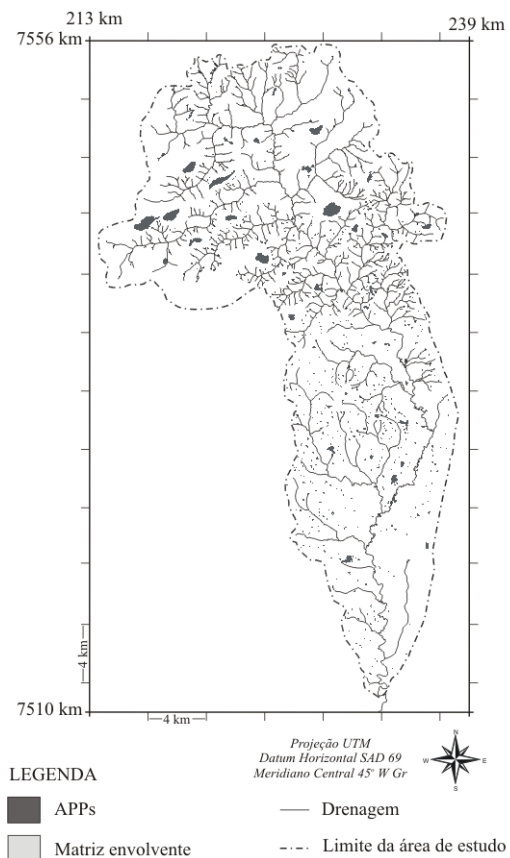 213 km
7556 km
239 km
4 km
7510 km
4 km
Projeção UTM
Datum Horizontal SAD 69
Meridiano Central 45º W Gr
N
W E
S
LEGENDA
APPs
Drenagem
Matriz envolvente
Limite da área de estudo